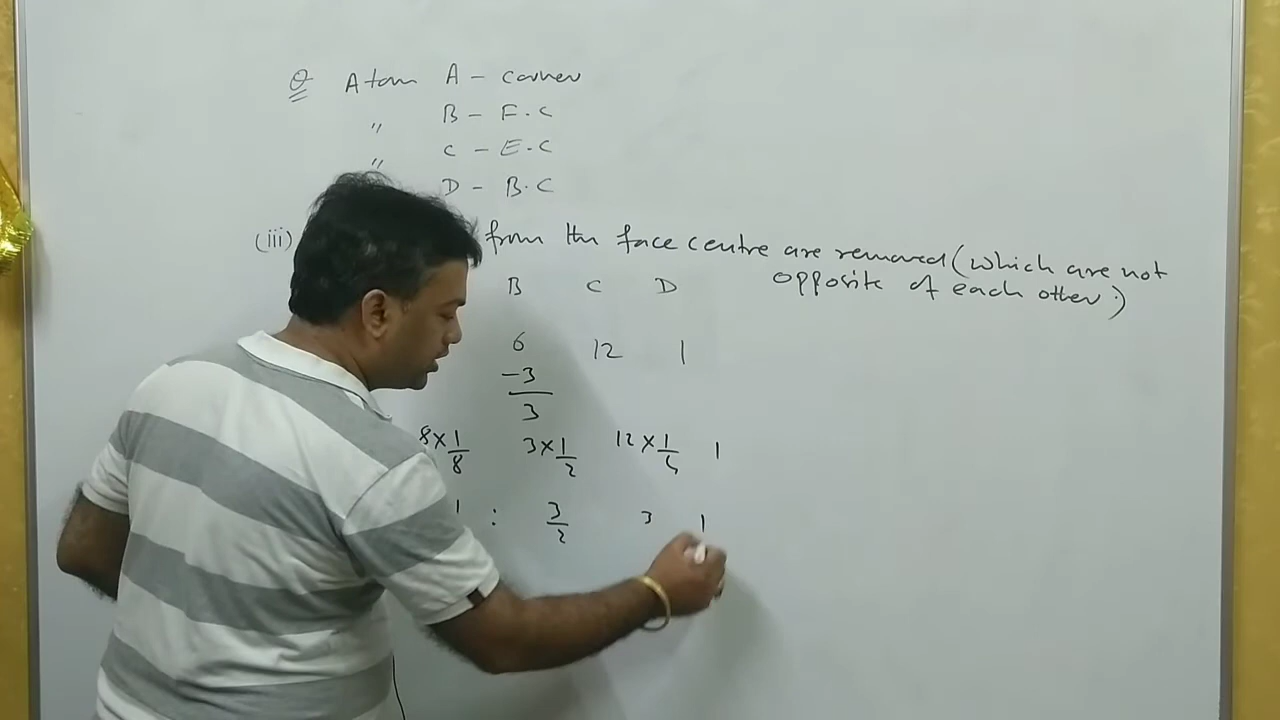 Q Atom A - corner
" B - F.C
" C - E.C
D - B.C
(iii) from the face centre are removed (which are not
opposite of each other.)
B C D
6 12 1
-3
3
8×1/8 3×1/2 12×1/4 1
1 : 3/2 3 1